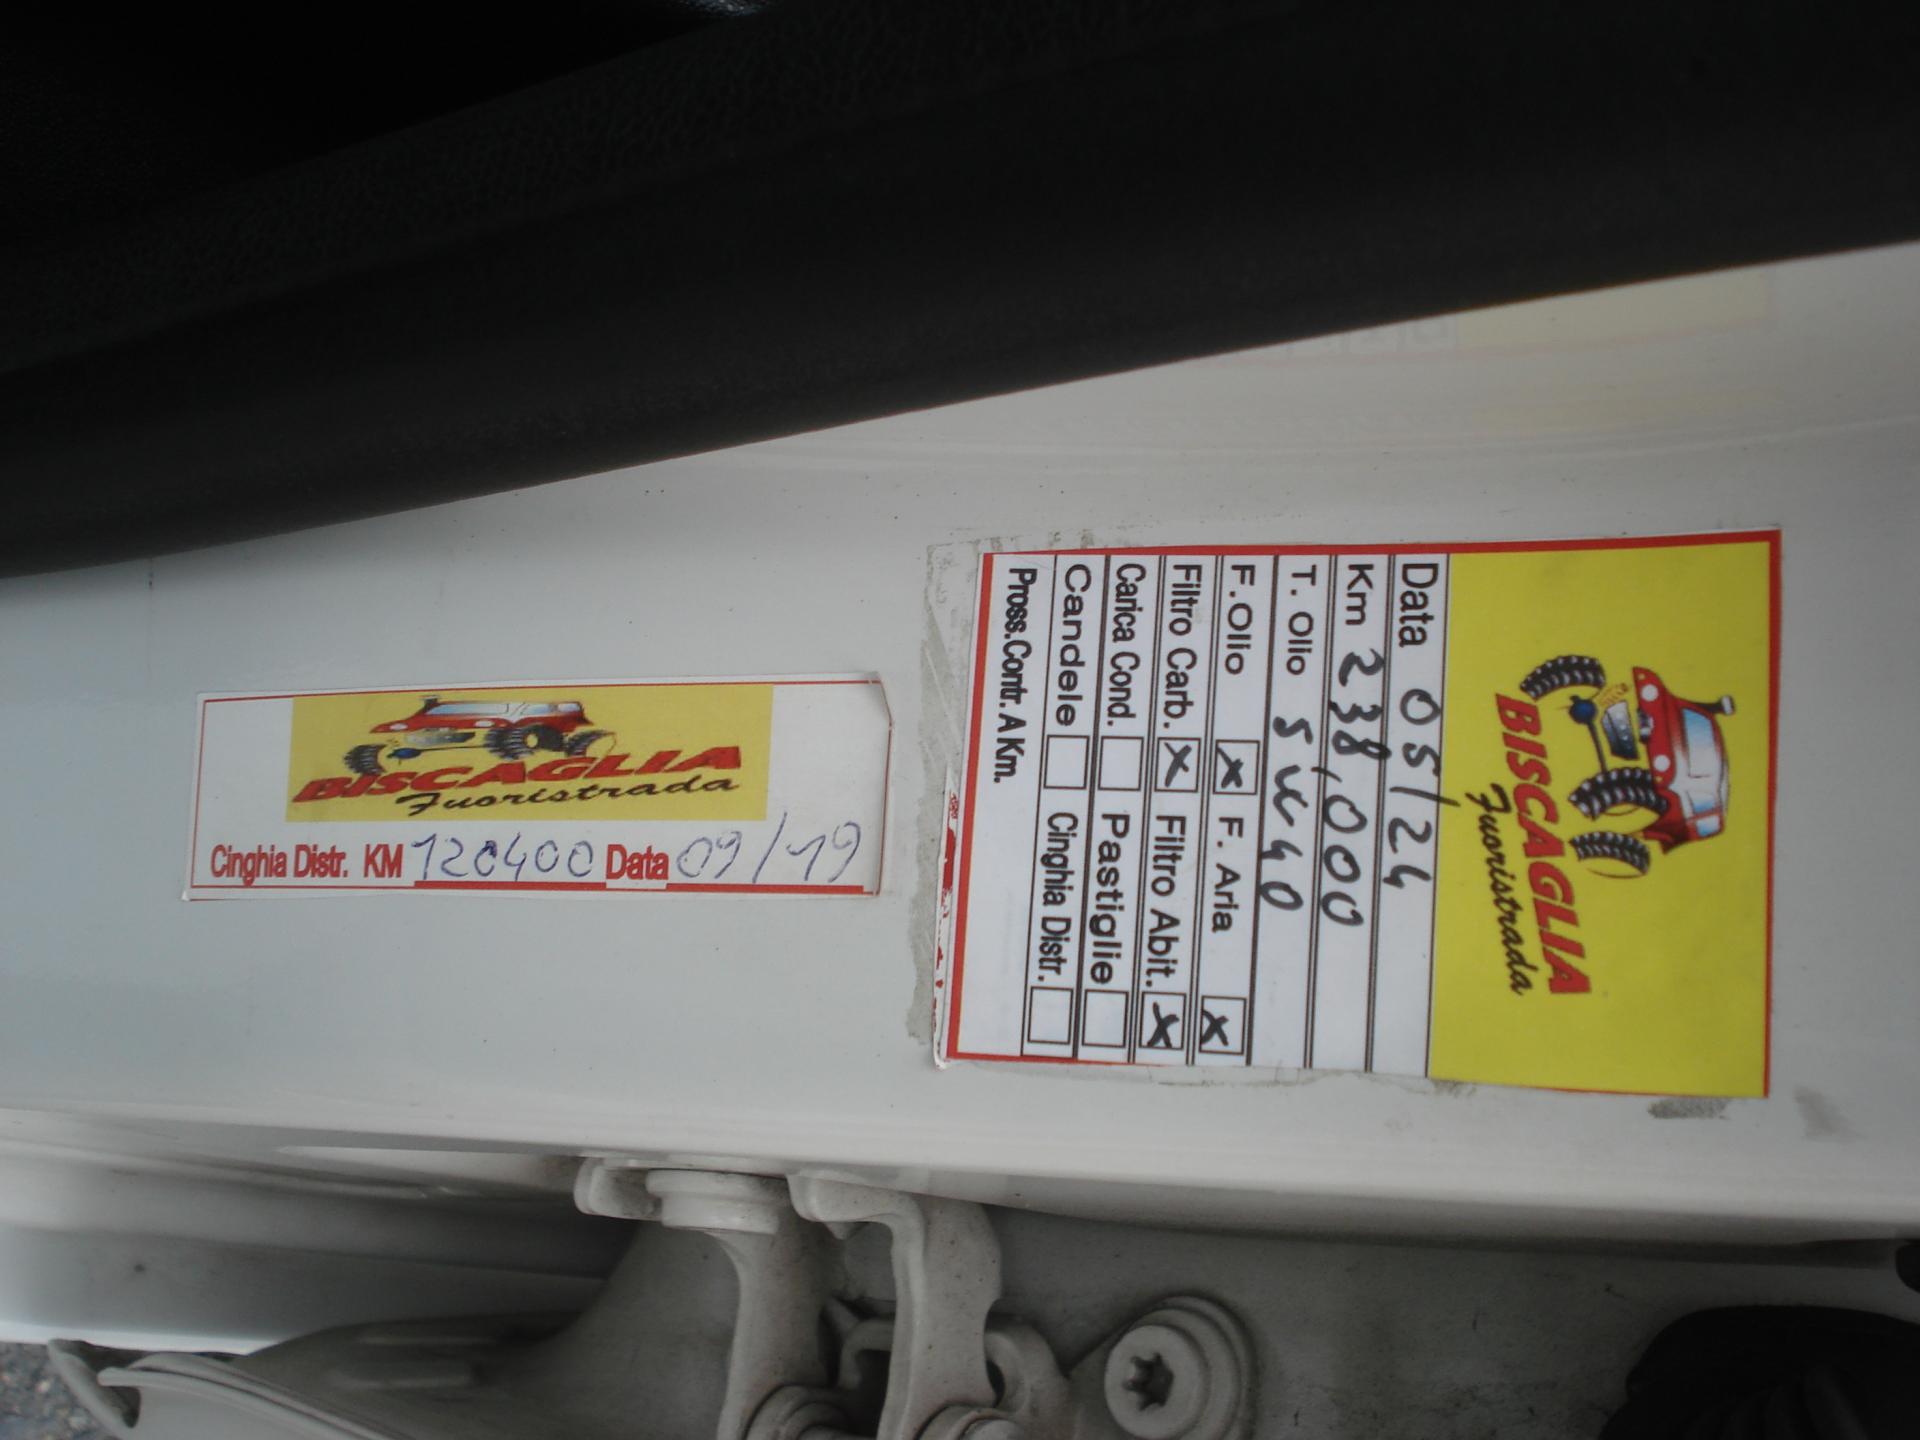 BISCAGLIA
Fuoristrada
Cinghia Distr. KM 120400 Data 09/19
BISCAGLIA
Fuoristrada
Data 05/24
Km 238,000
T. Olio 5W40
F.Olio X F. Aria X
Filtro Carb. X Filtro Abit. X
Carica Cond. Pastiglie
Candele Cinghia Distr.
Pross.Contr. A Km.